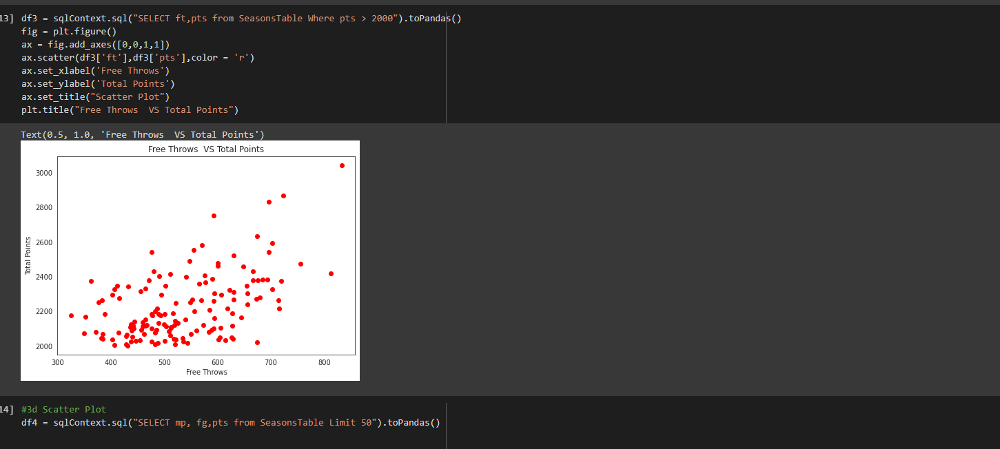 13] df3 = sqlContext.sql("SELECT ft,pts from SeasonsTable Where pts > 2000").toPandas()
fig = plt.figure()
ax = fig.add_axes([0,0,1,1])
ax.scatter(df3['ft'],df3['pts'],color = 'r')
ax.set_xlabel('Free Throws')
ax.set_ylabel('Total Points')
ax.set_title("Scatter Plot")
plt.title("Free Throws  VS Total Points")
Text(0.5, 1.0, 'Free Throws  VS Total Points')
Free Throws  VS Total Points
3000
2800
2600
2400
2200
2000
Total Points
300 400 500 600 700 800
Free Throws
14] #3d Scatter Plot
df4 = sqlContext.sql("SELECT mp, fg,pts from SeasonsTable Limit 50").toPandas()